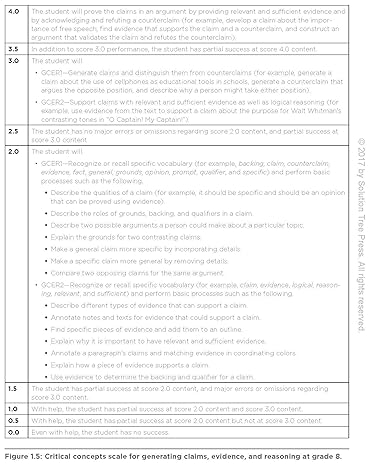 4.0 The student will prove the claims in an argument by providing relevant and sufficient evidence and
by acknowledging and refuting a counterclaim (for example, develop a claim about the impor-
tance of free speech, find evidence that supports the claim and a counterclaim, and construct an
argument that validates the claim and refutes the counterclaim).
3.5 In addition to score 3.0 performance, the student has partial success at score 4.0 content.
3.0 The student will
• GCER1—Generate claims and distinguish them from counterclaims (for example, generate a
claim about the use of cellphones as educational tools in schools, generate a counterclaim that
argues the opposite position, and describe why a person might take either position).
• GCER2—Support claims with relevant and sufficient evidence as well as logical reasoning (for
example, use evidence from the text to support a claim about the purpose for Walt Whitman's
contrasting tones in "O Captain! My Captain!").
2.5 The student has no major errors or omissions regarding score 2.0 content, and partial success at
score 3.0 content.
2.0 The student will
• GCER1—Recognize or recall specific vocabulary (for example, backing, claim, counterclaim,
evidence, fact, general, grounds, opinion, prompt, qualifier, and specific) and perform basic
processes such as the following.
• Describe the qualities of a claim (for example, it should be specific and should be an opinion
that can be proved using evidence).
• Describe the roles of grounds, backing, and qualifiers in a claim.
• Describe two possible arguments a person could make about a particular topic.
• Explain the grounds for two contrasting claims.
• Make a general claim more specific by incorporating details.
• Make a specific claim more general by removing details.
• Compare two opposing claims for the same argument.
• GCER2—Recognize or recall specific vocabulary (for example, claim, evidence, logical, reason-
ing, relevant, and sufficient) and perform basic processes such as the following.
• Describe different types of evidence that can support a claim.
• Annotate notes and texts for evidence that could support a claim.
• Find specific pieces of evidence and add them to an outline.
• Explain why it is important to have relevant and sufficient evidence.
• Annotate a paragraph's claims and matching evidence in coordinating colors.
• Explain how a piece of evidence supports a claim.
• Use evidence to determine the backing and qualifier for a claim.
1.5 The student has partial success at score 2.0 content, and major errors or omissions regarding
score 3.0 content.
1.0 With help, the student has partial success at score 2.0 content and score 3.0 content.
0.5 With help, the student has partial success at score 2.0 content but not at score 3.0 content.
0.0 Even with help, the student has no success.
Figure 1.5: Critical concepts scale for generating claims, evidence, and reasoning at grade 8.
© 2017 by Solution Tree Press. All rights reserved.